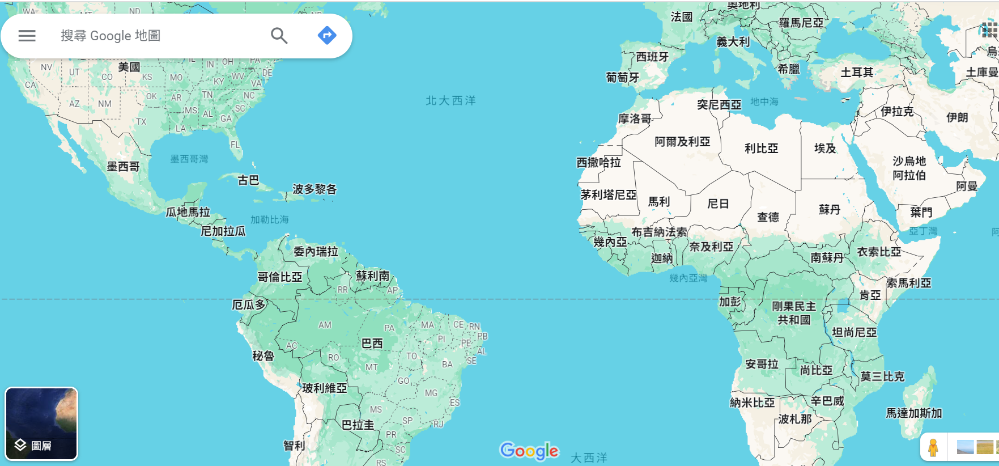 WA
MT
ND
NB
法國
奧地利
羅馬尼亞
搜尋 Google 地圖
義大利
西班牙
葡萄牙
希臘
土耳其
土庫曼
美國
NV
UT
CO
KS
MO
IL
IN
OH
PA
KY
WV
VA
DE
CA
AZ
NM
OK
AR
TN
NC
SC
MS
AL
GA
TX
LA
FL
北大西洋
突尼西亞
地中海
摩洛哥
伊拉克
伊朗
阿爾及利亞
利比亞
埃及
墨西哥灣
墨西哥
西撒哈拉
沙烏地
阿拉伯
古巴
波多黎各
茅利塔尼亞
馬利
尼日
查德
蘇丹
阿曼
葉門
瓜地馬拉
加勒比海
尼加拉瓜
布吉納法索
幾內亞
奈及利亞
亞丁灣
委內瑞拉
迦納
南蘇丹
衣索比亞
哥倫比亞
蘇利南
幾內亞灣
索馬利亞
RR
AP
厄瓜多
加彭
肯亞
剛果民主
共和國
AM
PA
MA
CE
RN
PB
PI
PE
AL
SE
坦尚尼亞
AC
巴西
秘魯
RO
TO
BA
MT
安哥拉
尚比亞
莫三比克
GO
玻利維亞
MG
ES
納米比亞
辛巴威
MS
SP
RJ
巴拉圭
波札那
馬達加斯加
PR
SC
智利
RS
圖層
Google
大西洋